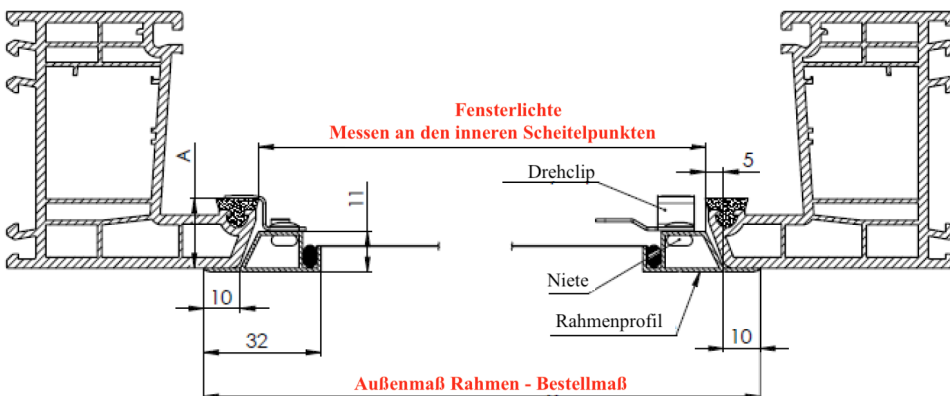 Fensterlichte
Messen an den inneren Scheitelpunkten
A
5
Drehclip
11
Niete
10
Rahmenprofil
32
10
Außenmaß Rahmen - Bestellmaß